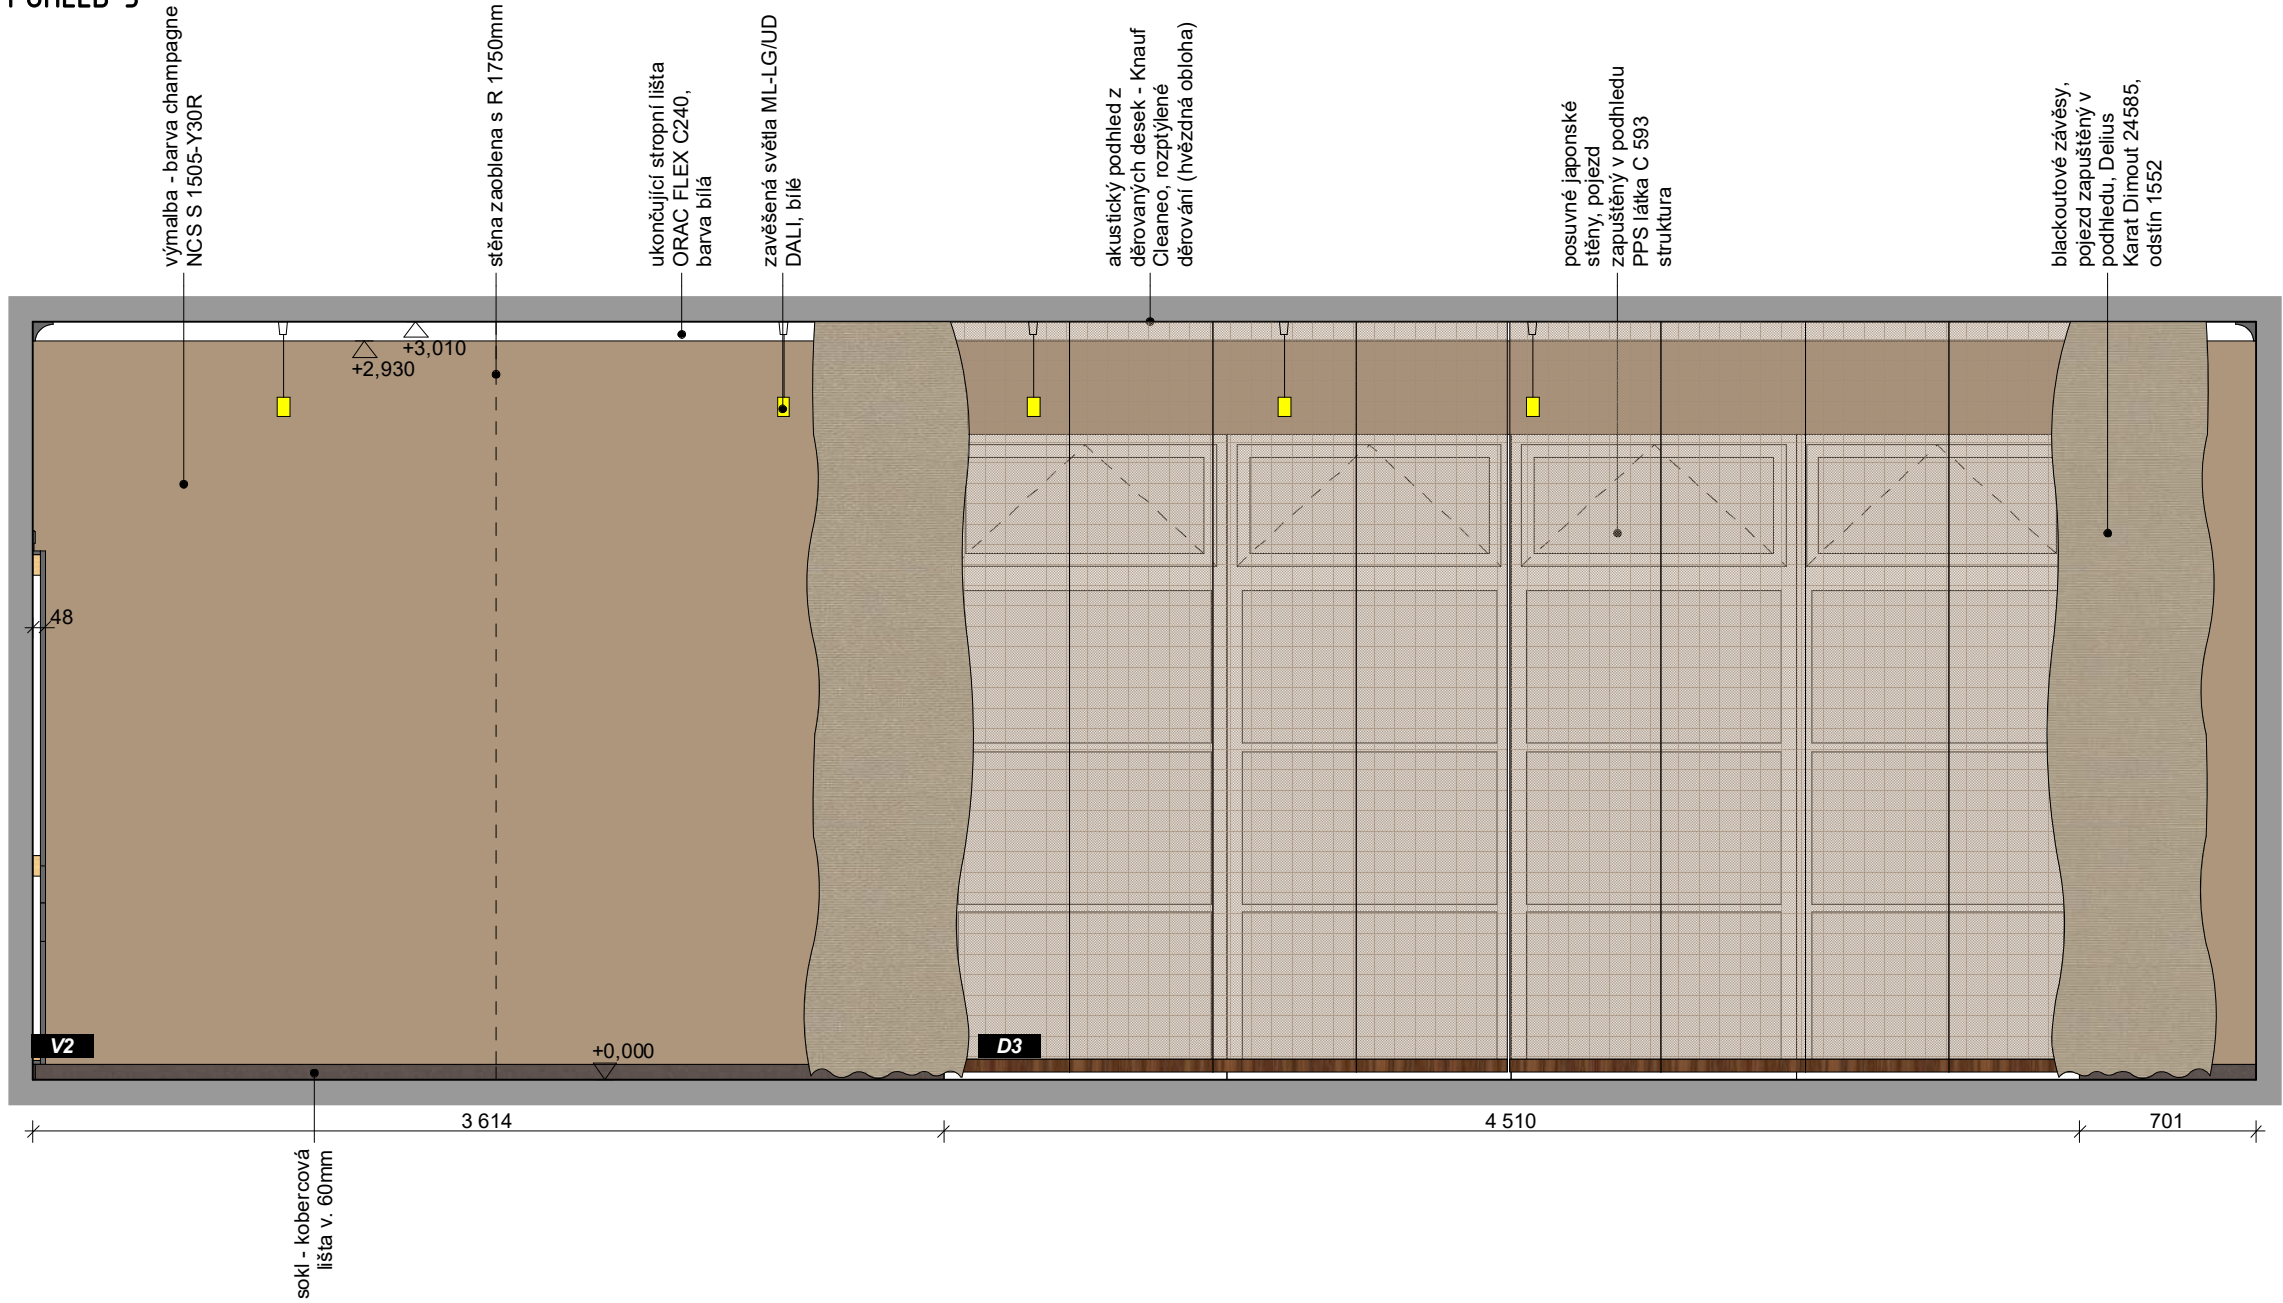 POHLED 3
výmalba - barva champagne
NCS S 1505-Y30R
stěna zaoblena s R 1750mm
ukončující stropní lišta
ORAC FLEX C240,
barva bílá
zavěšená světla ML-LG/UD
DALI, bílé
akustický podhled z
děrovaných desek - Knauf
Cleaneo, rozptýlené
děrování (hvězdná obloha)
posuvné japonské
stěny, pojezd
zapuštěný v podhledu
PPS látka C 593
struktura
blackoutové závěsy,
pojezd zapuštěný v
podhledu, Delius
Karat Dimout 24585,
odstín 1552
+3,010
+2,930
48
V2
+0,000
D3
3 614
4 510
701
sokl - kobercová
lišta v. 60mm